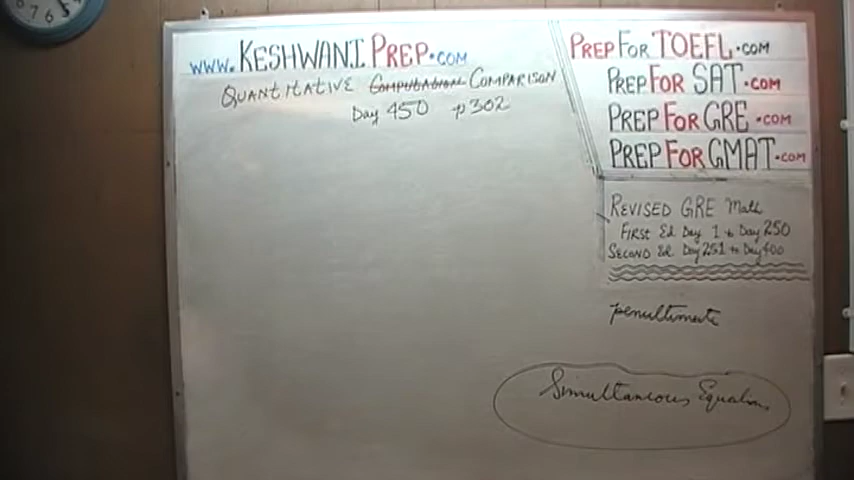 www. KESHWANI PREP.COM
QUANTITATIVE COMPUTATION COMPARISON
Day 450 p302
PREP FOR TOEFL.COM
PREP FOR SAT.COM
PREP FOR GRE.COM
PREP FOR GMAT.COM
REVISED GRE Math
FIRST Ed. Day 1 to Day 250
SECOND Ed. Day 251 to Day 400
penultimate
Simultaneous Equations